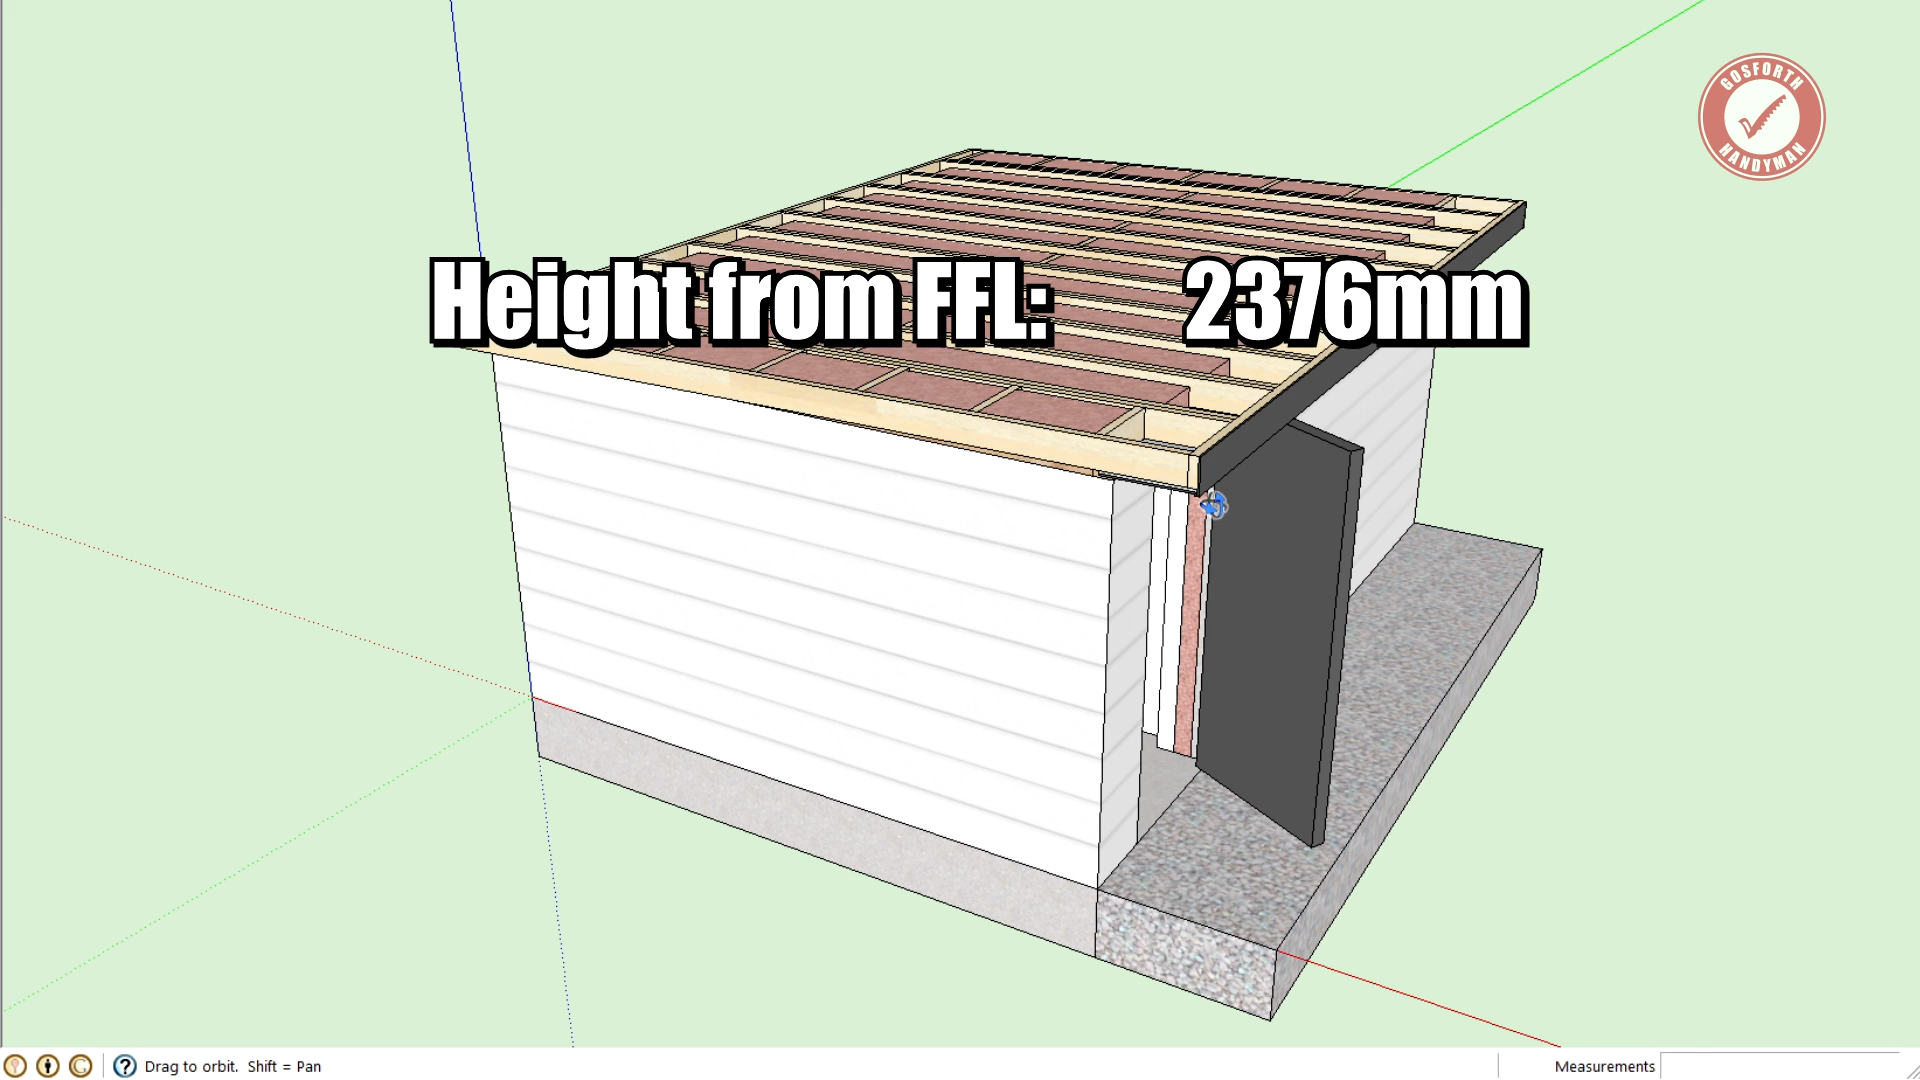 GOSFORTH
HANDYMAN
Height from FFL: 2376mm
Drag to orbit. Shift = Pan
Measurements